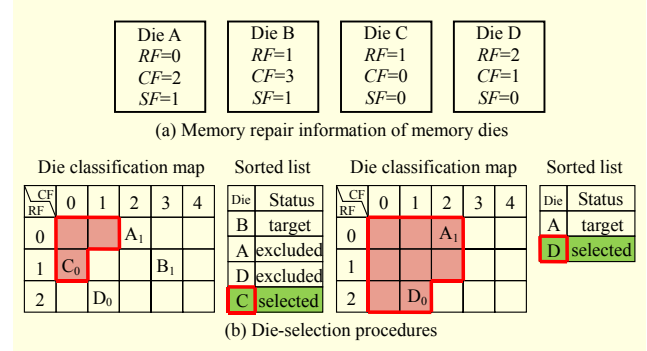 Die A Die B Die C Die D
RF=0 RF=1 RF=1 RF=2
CF=2 CF=3 CF=0 CF=1
SF=1 SF=1 SF=0 SF=0
(a) Memory repair information of memory dies
Die classification map Sorted list Die classification map Sorted list
CF 0 1 2 3 4 Die Status CF 0 1 2 3 4 Die Status
RF RF
0 A₁ B target 0 A₁ A target
A excluded D selected
1 C₀ B₁ D excluded 1
2 D₀ C selected 2 D₀
(b) Die-selection procedures